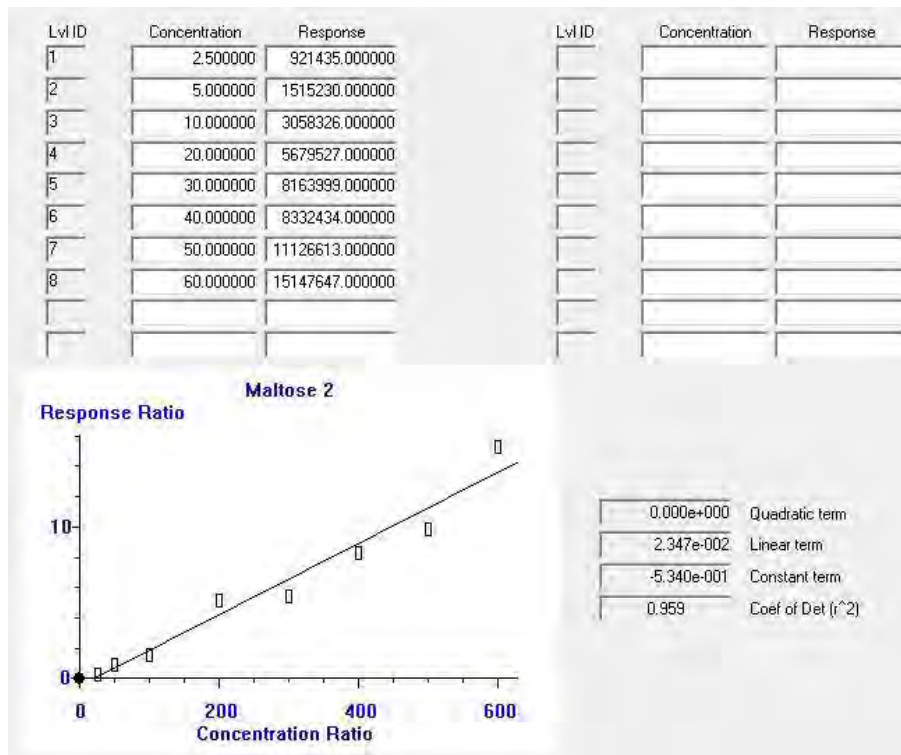 Lvl ID Concentration Response Lvl ID Concentration Response
1 2.500000 921435.000000
2 5.000000 1515230.000000
3 10.000000 3058326.000000
4 20.000000 5679527.000000
5 30.000000 8163999.000000
6 40.000000 8332434.000000
7 50.000000 11126613.000000
8 60.000000 15147647.000000
Maltose 2
Response Ratio
10
0
0 200 400 600
Concentration Ratio
0.000e+000 Quadratic term
2.347e-002 Linear term
-5.340e-001 Constant term
0.959 Coef of Det (r^2)